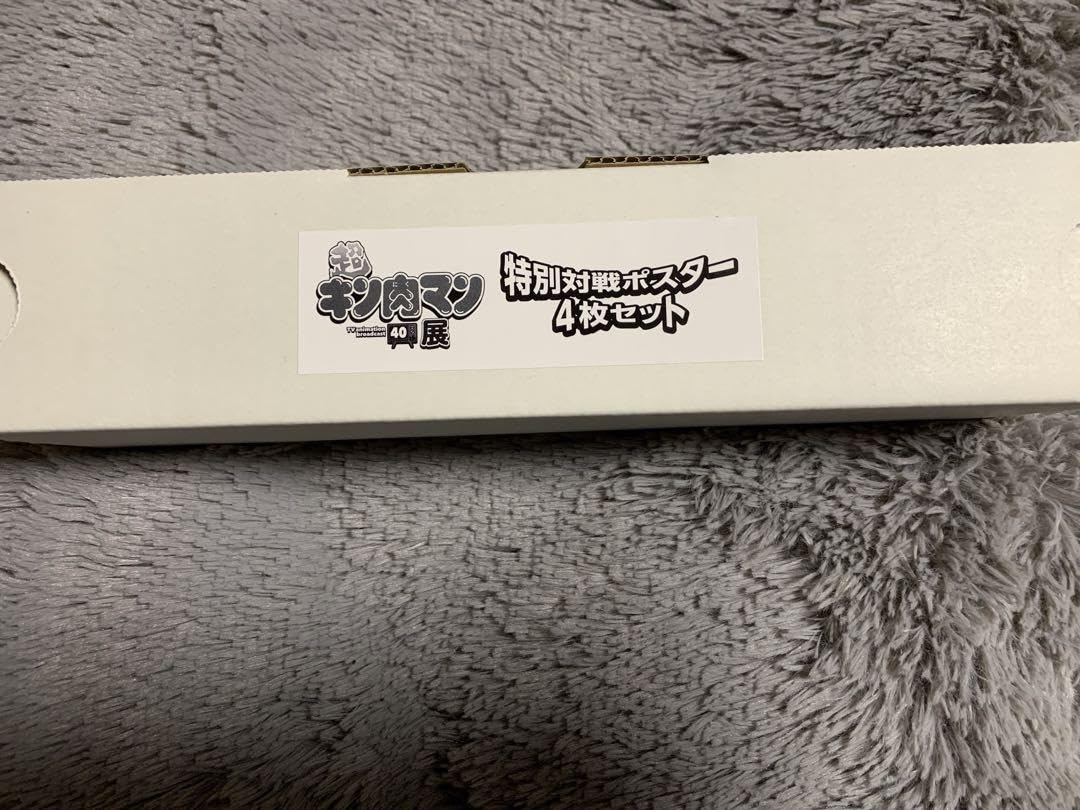 超
キン肉マン
TV animation
broadcast 40
展
特別対戦ポスター
4枚セット